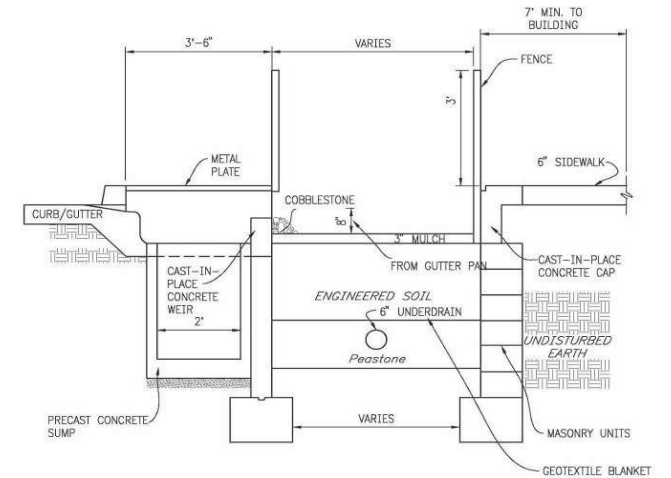 7' MIN. TO
BUILDING
3'-6"
VARIES
FENCE
3'
METAL
PLATE
6" SIDEWALK
COBBLESTONE
CURB/GUTTER
8"
3" MULCH
FROM GUTTER PAN
CAST-IN-
PLACE
CONCRETE
WEIR
CAST-IN-PLACE
CONCRETE CAP
ENGINEERED SOIL
2'
6" UNDERDRAIN
UNDISTURBED
EARTH
Peastone
PRECAST CONCRETE
SUMP
VARIES
MASONRY UNITS
GEOTEXTILE BLANKET